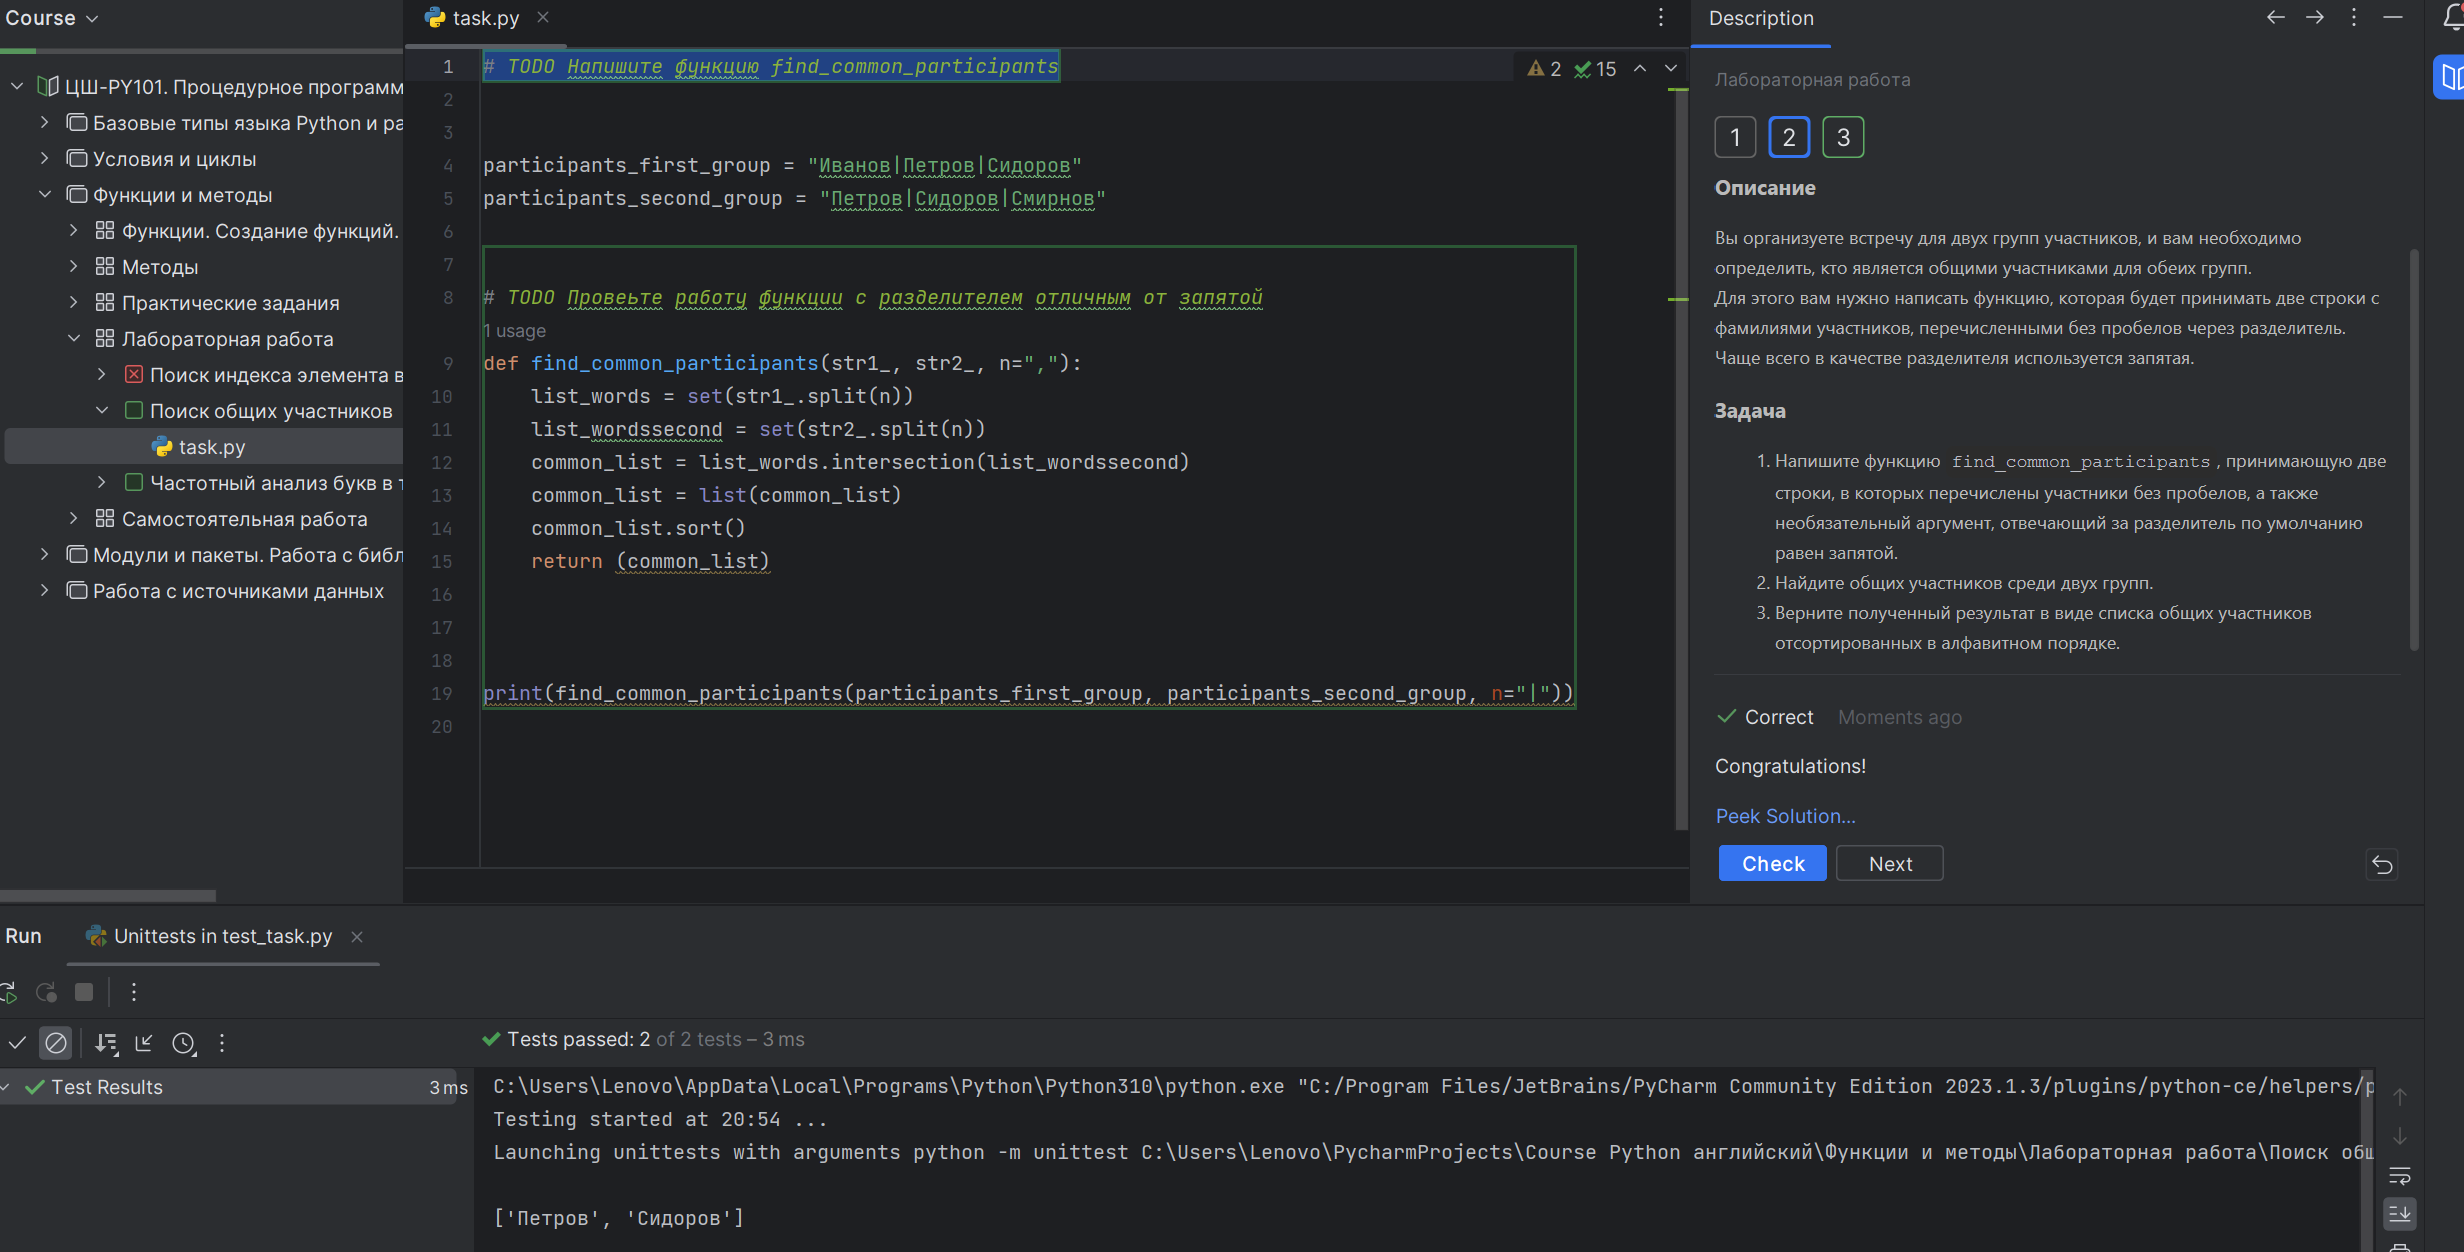 Course
ЦШ-PY101. Процедурное программ
Базовые типы языка Python и ра
Условия и циклы
Функции и методы
Функции. Создание функций.
Методы
Практические задания
Лабораторная работа
Поиск индекса элемента в
Поиск общих участников
task.py
Частотный анализ букв в т
Самостоятельная работа
Модули и пакеты. Работа с библ
Работа с источниками данных
task.py
2 15
1 # TODO Напишите функцию find_common_participants
2
3
4 participants_first_group = "Иванов|Петров|Сидоров"
5 participants_second_group = "Петров|Сидоров|Смирнов"
6
7
8 # TODO Провеьте работу функции с разделителем отличным от запятой
1 usage
9 def find_common_participants(str1_, str2_, n=","):
10 list_words = set(str1_.split(n))
11 list_wordssecond = set(str2_.split(n))
12 common_list = list_words.intersection(list_wordssecond)
13 common_list = list(common_list)
14 common_list.sort()
15 return (common_list)
16
17
18
19 print(find_common_participants(participants_first_group, participants_second_group, n="|"))
20
Description
Лабораторная работа
1 2 3
Описание
Вы организуете встречу для двух групп участников, и вам необходимо
определить, кто является общими участниками для обеих групп.
Для этого вам нужно написать функцию, которая будет принимать две строки с
фамилиями участников, перечисленными без пробелов через разделитель.
Чаще всего в качестве разделителя используется запятая.
Задача
1. Напишите функцию find_common_participants , принимающую две
строки, в которых перечислены участники без пробелов, а также
необязательный аргумент, отвечающий за разделитель по умолчанию
равен запятой.
2. Найдите общих участников среди двух групп.
3. Верните полученный результат в виде списка общих участников
отсортированных в алфавитном порядке.
Correct Moments ago
Congratulations!
Peek Solution...
Check Next
Run Unittests in test_task.py
Tests passed: 2 of 2 tests – 3 ms
Test Results 3 ms
C:\Users\Lenovo\AppData\Local\Programs\Python\Python310\python.exe "C:/Program Files/JetBrains/PyCharm Community Edition 2023.1.3/plugins/python-ce/helpers/p
Testing started at 20:54 ...
Launching unittests with arguments python -m unittest C:\Users\Lenovo\PycharmProjects\Course Python английский\Функции и методы\Лабораторная работа\Поиск общ
['Петров', 'Сидоров']